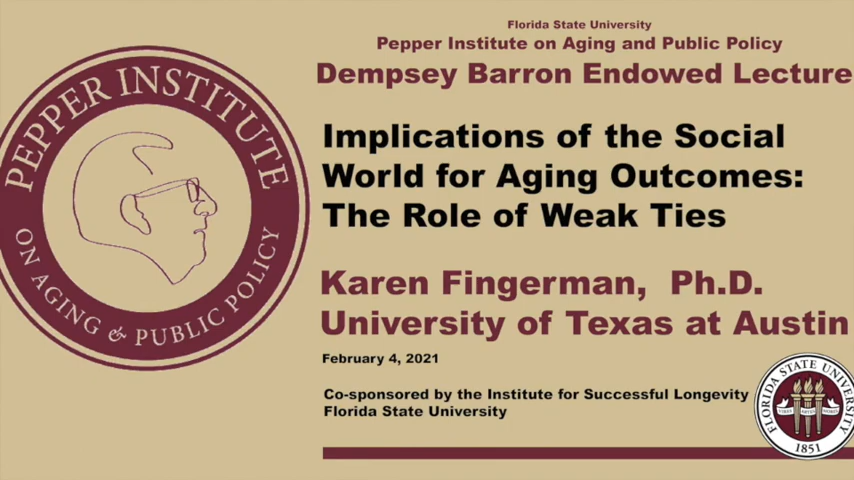 Florida State University
Pepper Institute on Aging and Public Policy
Dempsey Barron Endowed Lecture
PEPPER INSTITUTE
ON AGING & PUBLIC POLICY
Implications of the Social
World for Aging Outcomes:
The Role of Weak Ties
Karen Fingerman, Ph.D.
University of Texas at Austin
February 4, 2021
Co-sponsored by the Institute for Successful Longevity
Florida State University
FLORIDA STATE UNIVERSITY
1851